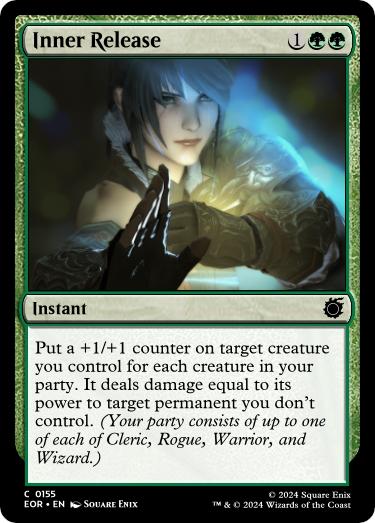 Inner Release 1
Instant
Put a +1/+1 counter on target creature
you control for each creature in your
party. It deals damage equal to its
power to target permanent you don't
control. (Your party consists of up to one
of each of Cleric, Rogue, Warrior, and
Wizard.)
C 0155
EOR • EN Square Enix
© 2024 Square Enix
™ & © 2024 Wizards of the Coast